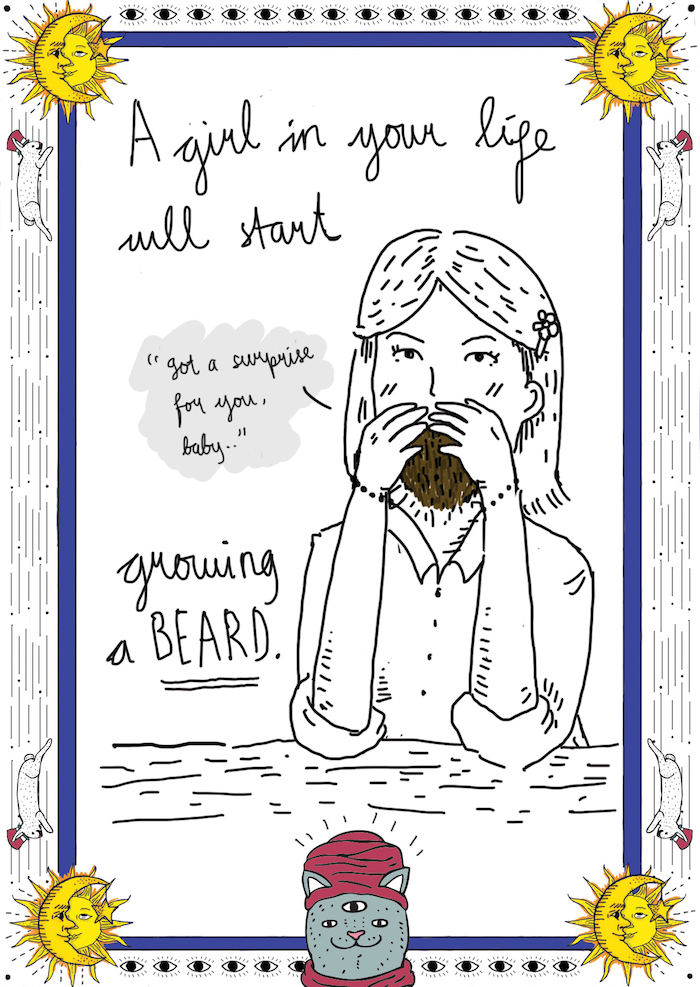 A girl in your life
will start
"got a surprise
for you,
baby.."
growing
a BEARD.